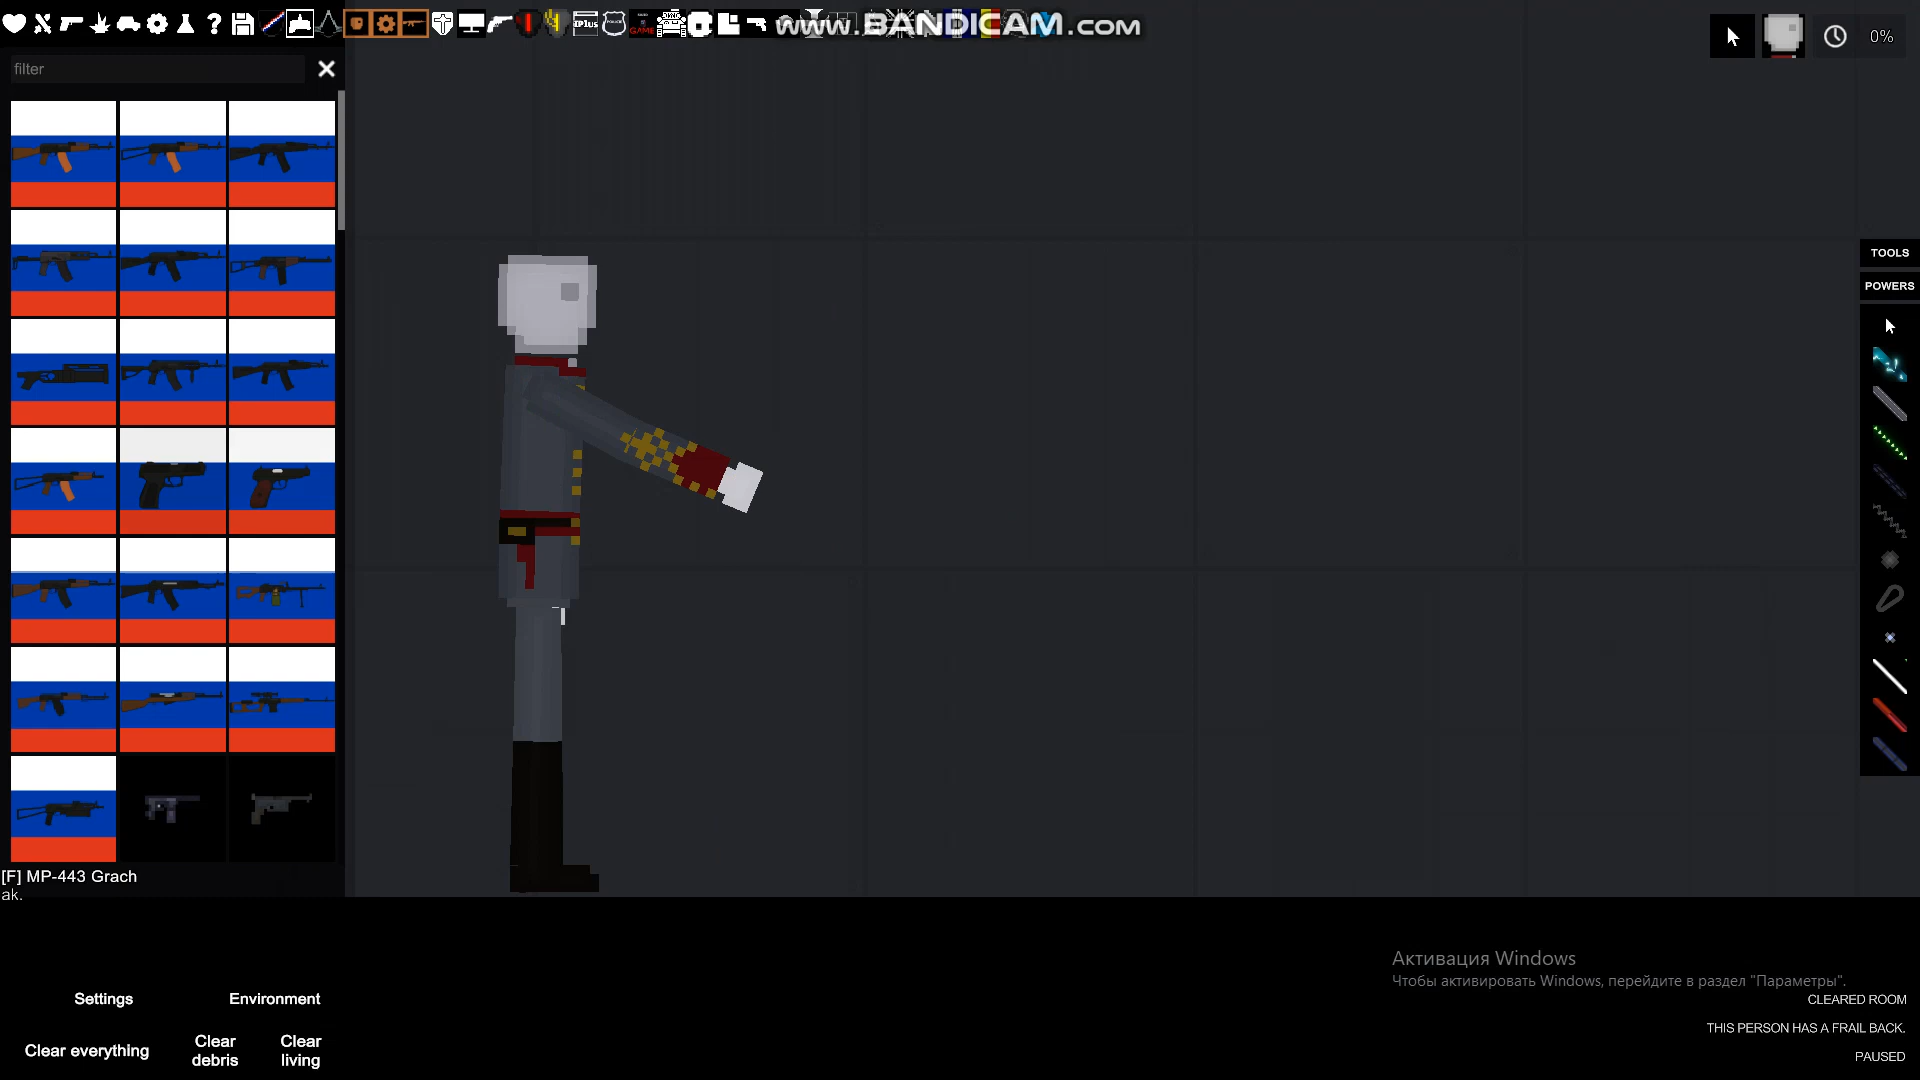 www.BANDICAM.com
0%
filter
TOOLS
POWERS
[F] MP-443 Grach
ak.
Settings
Environment
Clear everything
Clear debris
Clear living
Активация Windows
Чтобы активировать Windows, перейдите в раздел "Параметры".
CLEARED ROOM
THIS PERSON HAS A FRAIL BACK.
PAUSED